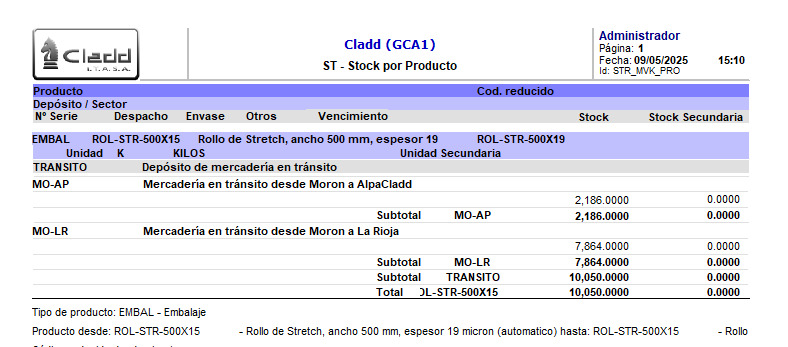 Cladd
I.T.A.S.A.
Cladd (GCA1)
ST - Stock por Producto
Administrador
Página: 1
Fecha: 09/05/2025 15:10
Id: STR_MVK_PRO
Producto Cod. reducido
Depósito / Sector
Nº Serie Despacho Envase Otros Vencimiento Stock Stock Secundaria
EMBAL ROL-STR-500X15 Rollo de Stretch, ancho 500 mm, espesor 19 ROL-STR-500X19
Unidad K KILOS Unidad Secundaria
TRANSITO Depósito de mercadería en tránsito
MO-AP Mercadería en tránsito desde Moron a AlpaCladd
2,186.0000 0.0000
Subtotal MO-AP 2,186.0000 0.0000
MO-LR Mercadería en tránsito desde Moron a La Rioja
7,864.0000 0.0000
Subtotal MO-LR 7,864.0000 0.0000
Subtotal TRANSITO 10,050.0000 0.0000
Total OL-STR-500X15 10,050.0000 0.0000
Tipo de producto: EMBAL - Embalaje
Producto desde: ROL-STR-500X15 - Rollo de Stretch, ancho 500 mm, espesor 19 micron (automatico) hasta: ROL-STR-500X15 - Rollo